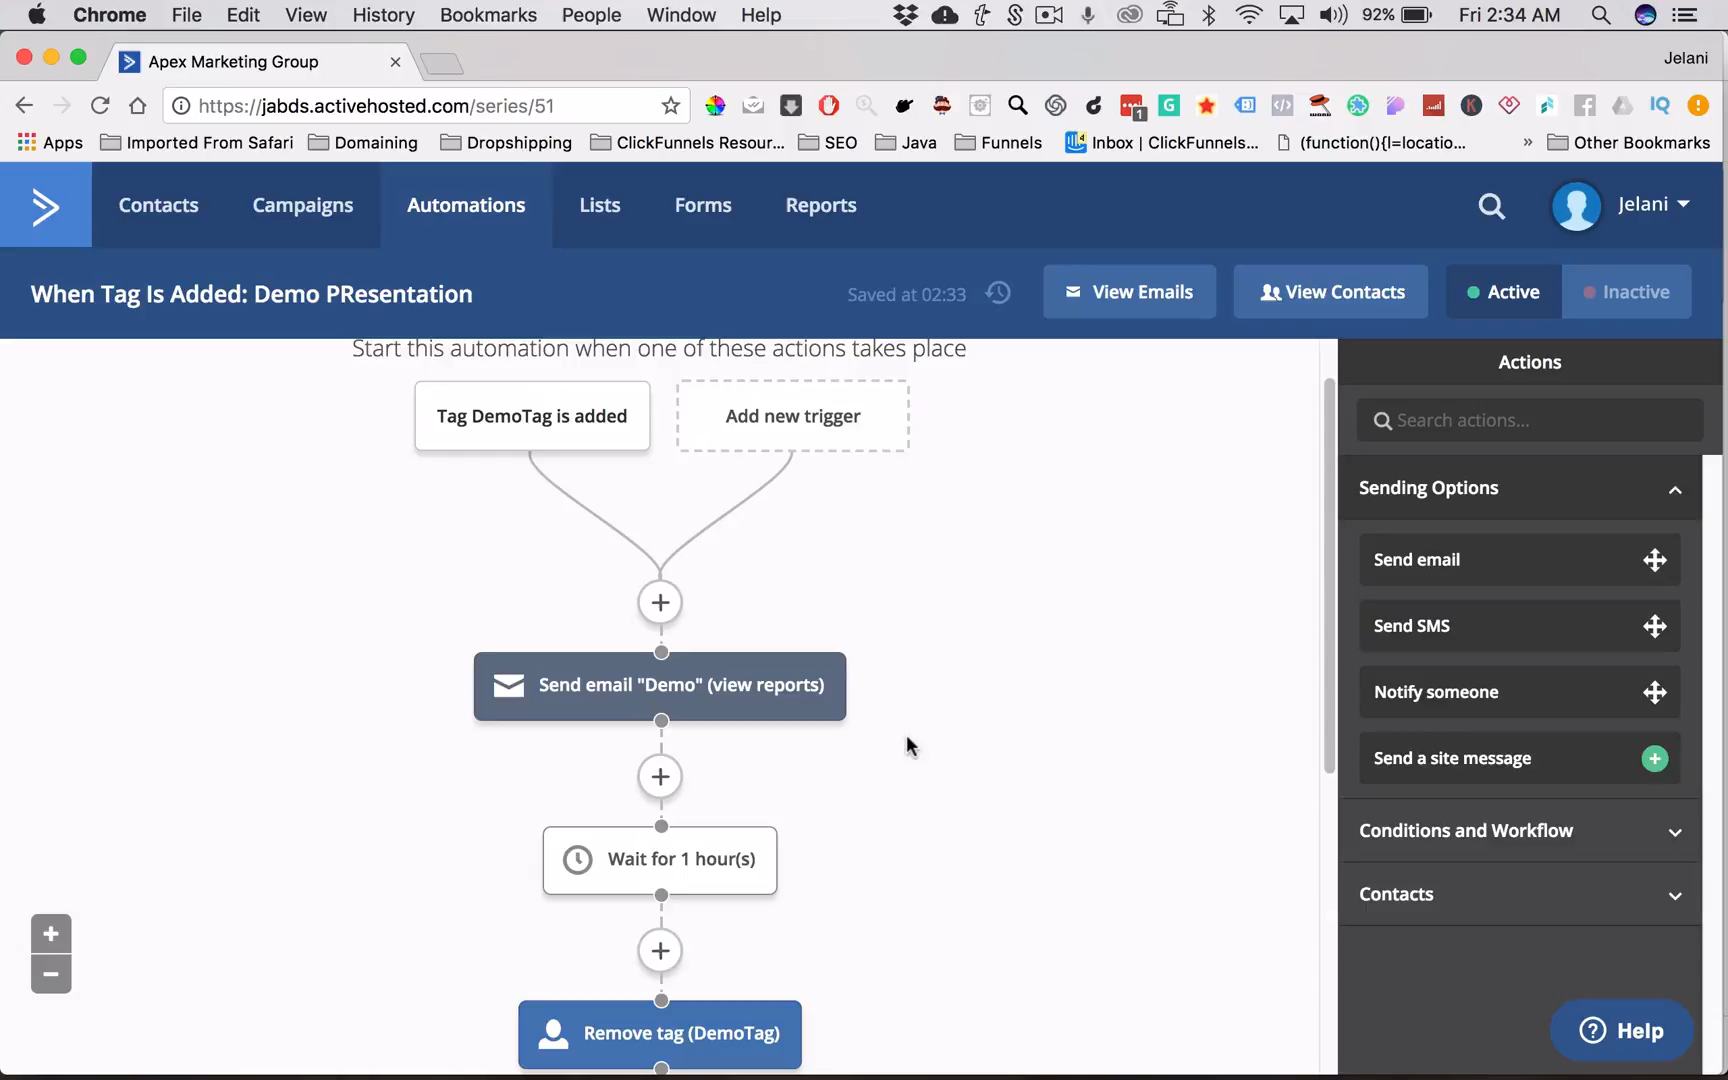 Chrome File Edit View History Bookmarks People Window Help 92% Fri 2:34 AM
Apex Marketing Group
Jelani
https://jabds.activehosted.com/series/51
Apps Imported From Safari Domaining Dropshipping ClickFunnels Resour... SEO Java Funnels Inbox | ClickFunnels... (function(){l=locatio... » Other Bookmarks
Contacts Campaigns Automations Lists Forms Reports Jelani
When Tag Is Added: Demo PResentation Saved at 02:33 View Emails View Contacts Active Inactive
Start this automation when one of these actions takes place
Tag DemoTag is added
Add new trigger
Send email "Demo" (view reports)
Wait for 1 hour(s)
Remove tag (DemoTag)
Actions
Search actions...
Sending Options
Send email
Send SMS
Notify someone
Send a site message
Conditions and Workflow
Contacts
Help